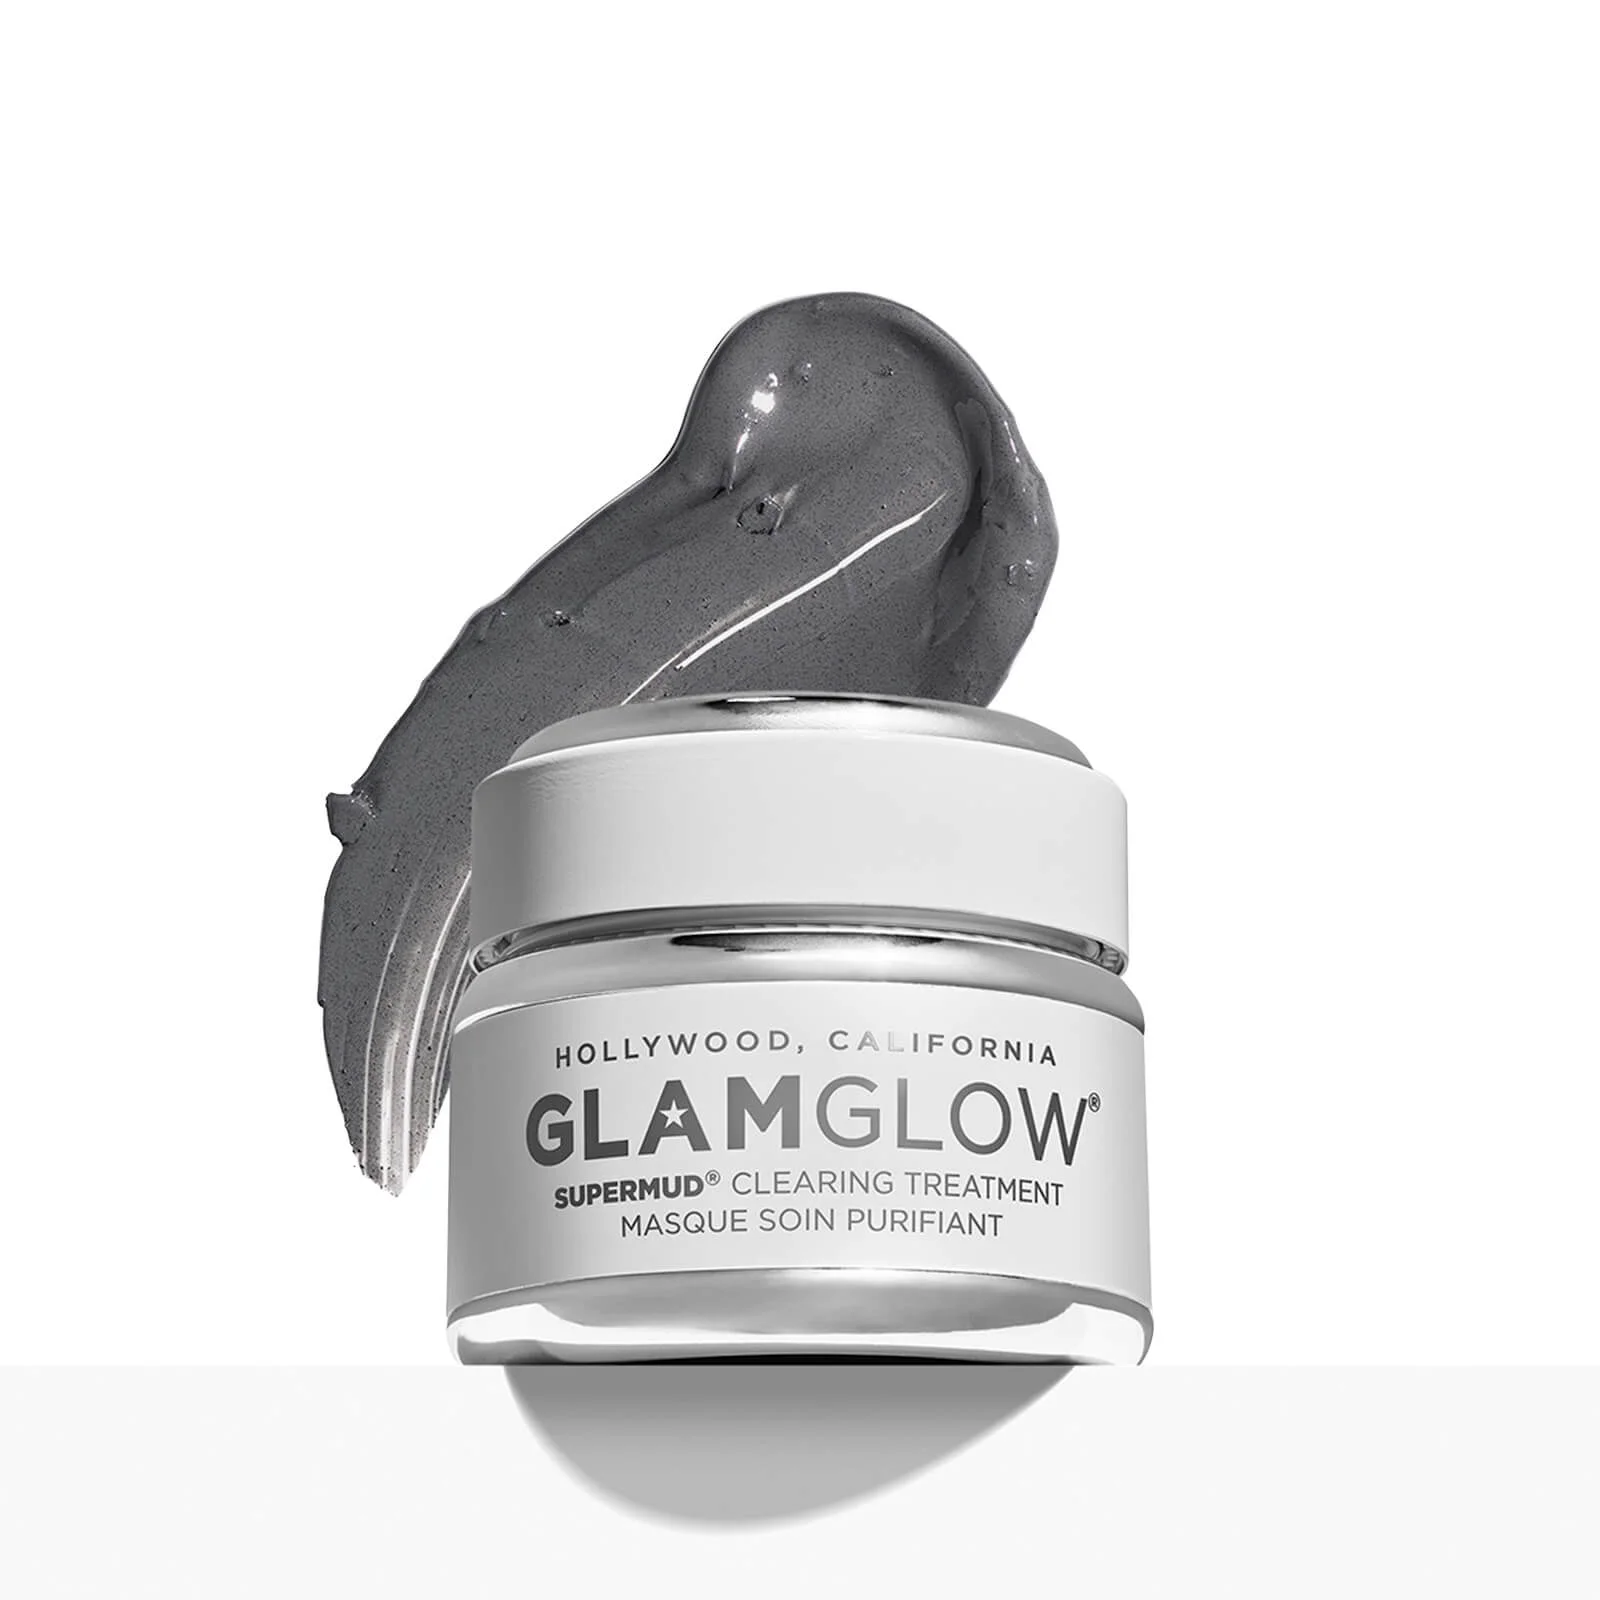 HOLLYWOOD, CALIFORNIA
GLAMGLOW®
SUPERMUD® CLEARING TREATMENT
MASQUE SOIN PURIFIANT